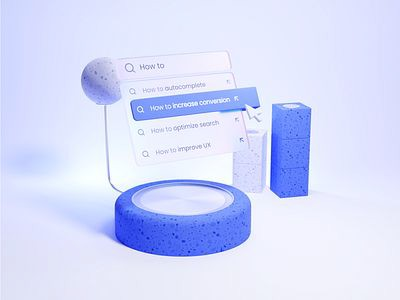 How to
How to autocomplete
How to increase conversion
How to optimize search
How to improve UX